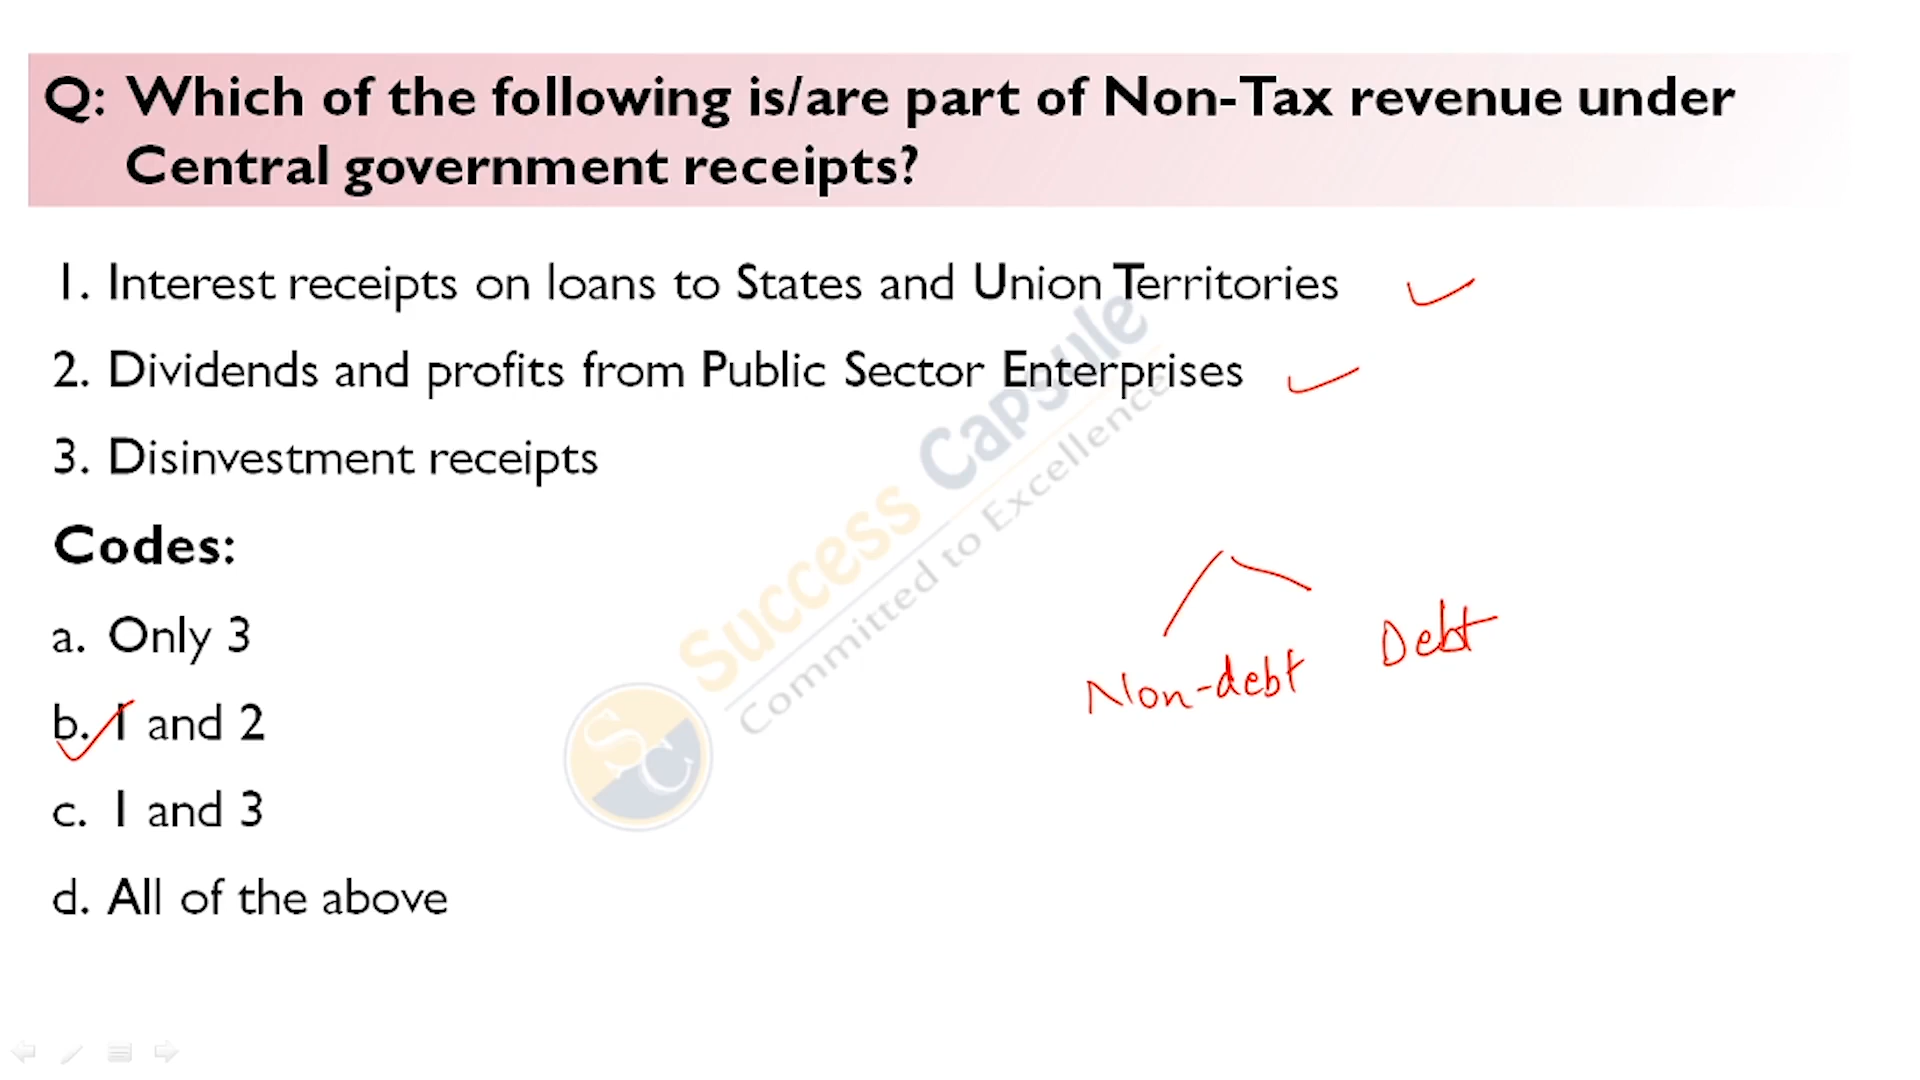 Q: Which of the following is/are part of Non-Tax revenue under
Central government receipts?
1. Interest receipts on loans to States and Union Territories
2. Dividends and profits from Public Sector Enterprises
3. Disinvestment receipts
Codes:
a. Only 3
b. 1 and 2
c. 1 and 3
d. All of the above
Non-debt
Debt
Success Capsule
Committed to Excellence
SC